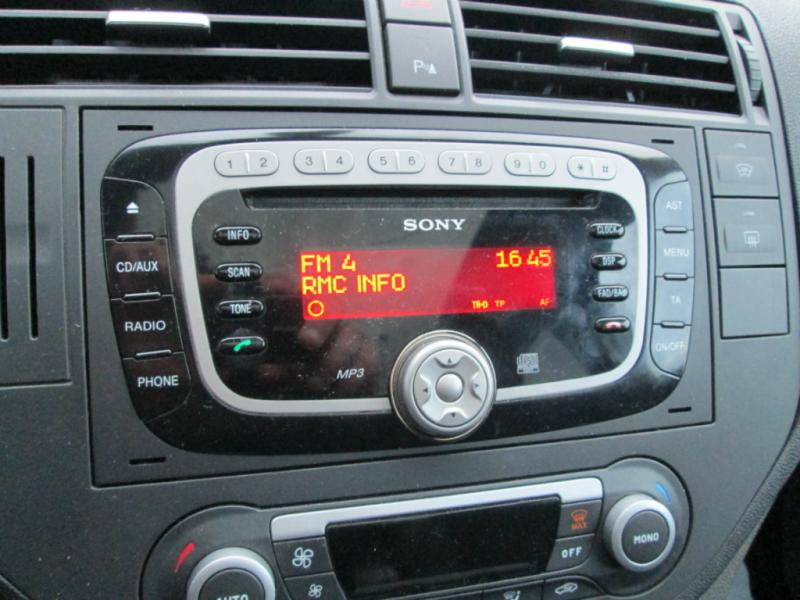 P
1 2 3 4 5 6 7 8 9 0 * #
SONY
INFO
SCAN
TONE
CLOCK
DSP
CD/AUX
RADIO
PHONE
AST
MENU
TA
ON/OFF
FM 4 16:45
RMC INFO
TA-D TP AF
MP3
MAX
OFF
MONO
AUTO